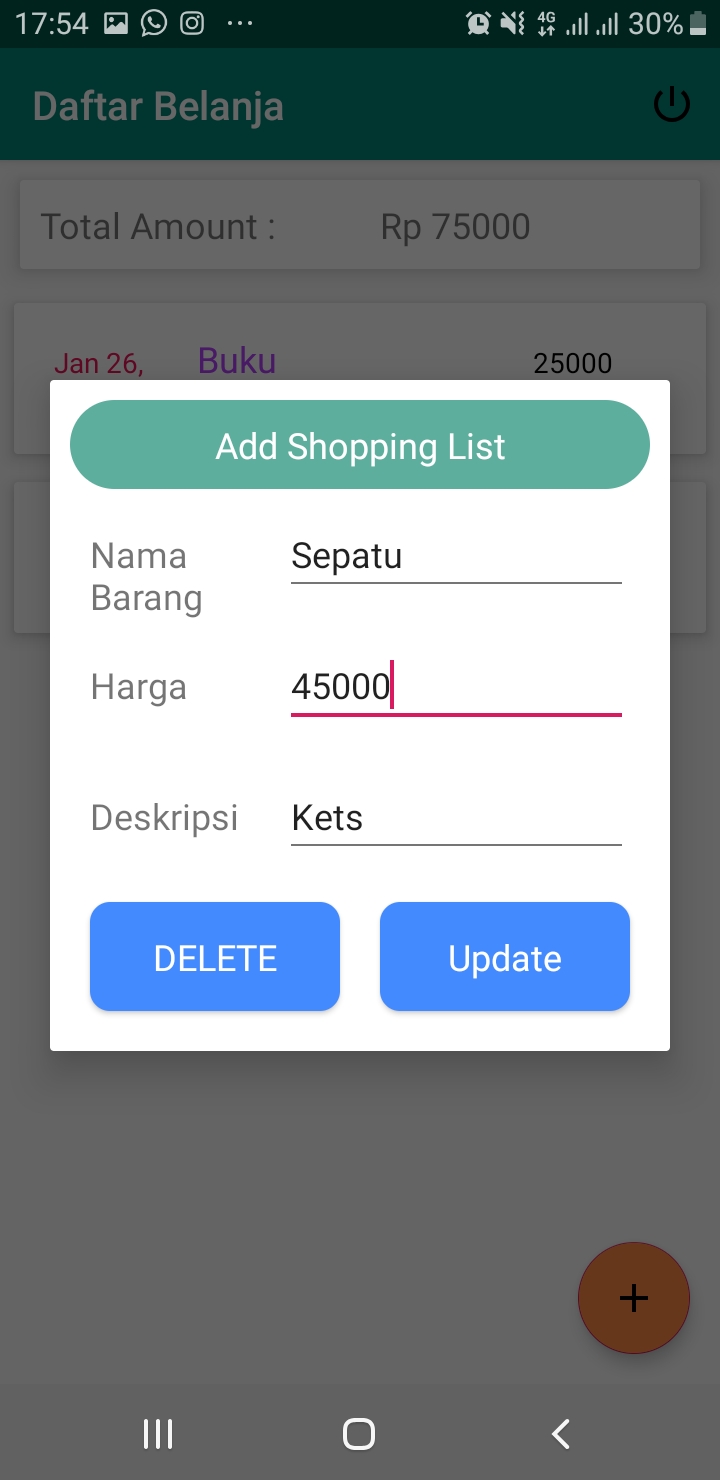 17:54 4G 30%
Daftar Belanja
Total Amount : Rp 75000
Jan 26, Buku 25000
Add Shopping List
Nama Sepatu
Barang
Harga 45000
Deskripsi Kets
DELETE Update